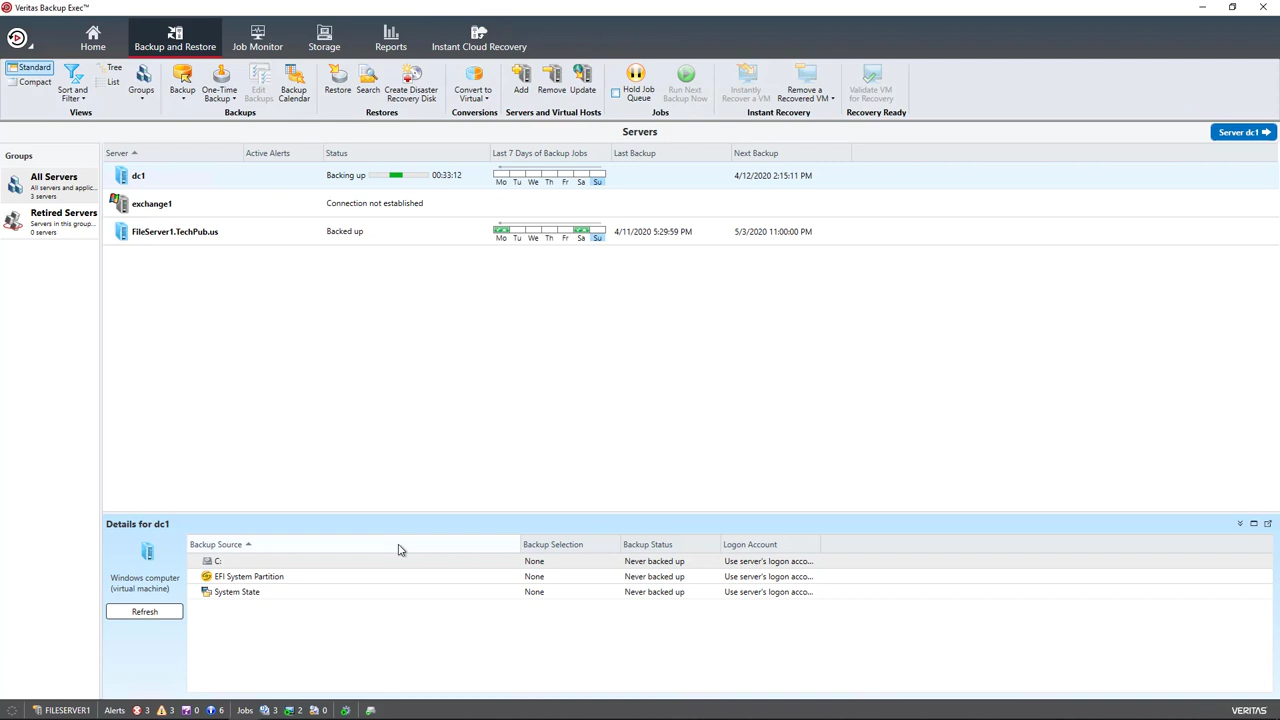 Veritas Backup Exec™
Home
Backup and Restore
Job Monitor
Storage
Reports
Instant Cloud Recovery
Standard
Compact
Sort and Filter
Tree
List
Groups
Views
Backup
One-Time Backup
Edit Backups
Backup Calendar
Backups
Restore
Search
Create Disaster Recovery Disk
Restores
Convert to Virtual
Conversions
Add
Remove
Update
Servers and Virtual Hosts
Hold Job Queue
Run Next Backup Now
Jobs
Instantly Recover a VM
Remove a Recovered VM
Instant Recovery
Validate VM for Recovery
Recovery Ready
Servers
Server dc1
Groups
All Servers
All servers and applic...
3 servers
Retired Servers
Servers in this group...
0 servers
Server Active Alerts Status Last 7 Days of Backup Jobs Last Backup Next Backup
dc1 Backing up 00:33:12 4/12/2020 2:15:11 PM
Mo Tu We Th Fr Sa Su
exchange1 Connection not established
FileServer1.TechPub.us Backed up 4/11/2020 5:29:59 PM 5/3/2020 11:00:00 PM
Mo Tu We Th Fr Sa Su
Details for dc1
Windows computer
(virtual machine)
Refresh
Backup Source Backup Selection Backup Status Logon Account
C: None Never backed up Use server's logon acco...
EFI System Partition None Never backed up Use server's logon acco...
System State None Never backed up Use server's logon acco...
FILESERVER1 Alerts 3 3 0 6 Jobs 3 2 0 VERITAS